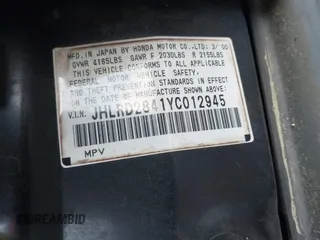 MFD. IN JAPAN BY HONDA MOTOR CO.,LTD. 3/00
GVWR 4165LBS GAWR F 2030LBS R 2155LBS
THIS VEHICLE CONFORMS TO ALL APPLICABLE
FEDERAL MOTOR VEHICLE SAFETY, BUMPER,
AND THEFT PREVENTION STANDARDS IN
EFFECT ON THE DATE OF
MANUFACTURE SHOWN ABOVE.
V.I.N. JHLRD2841YC012945
MPV
DREAMBID